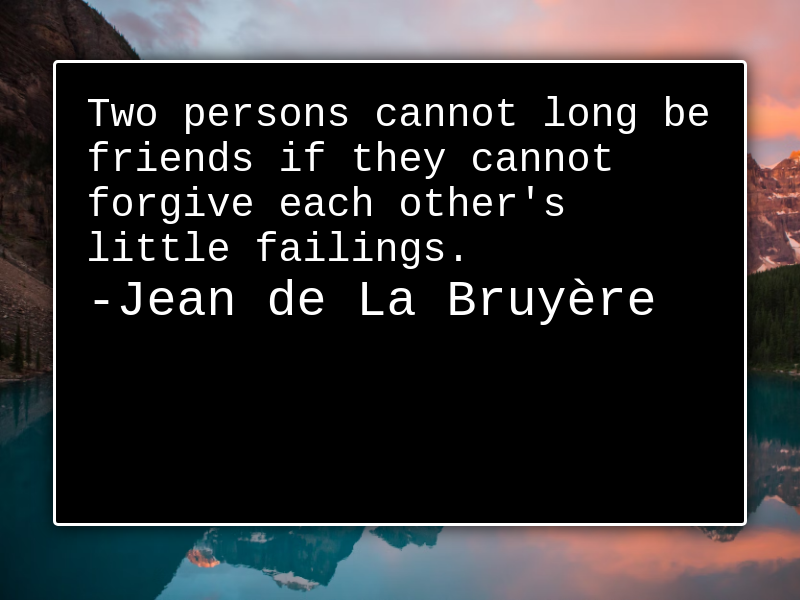 Two persons cannot long be
friends if they cannot
forgive each other's
little failings.
-Jean de La Bruyère